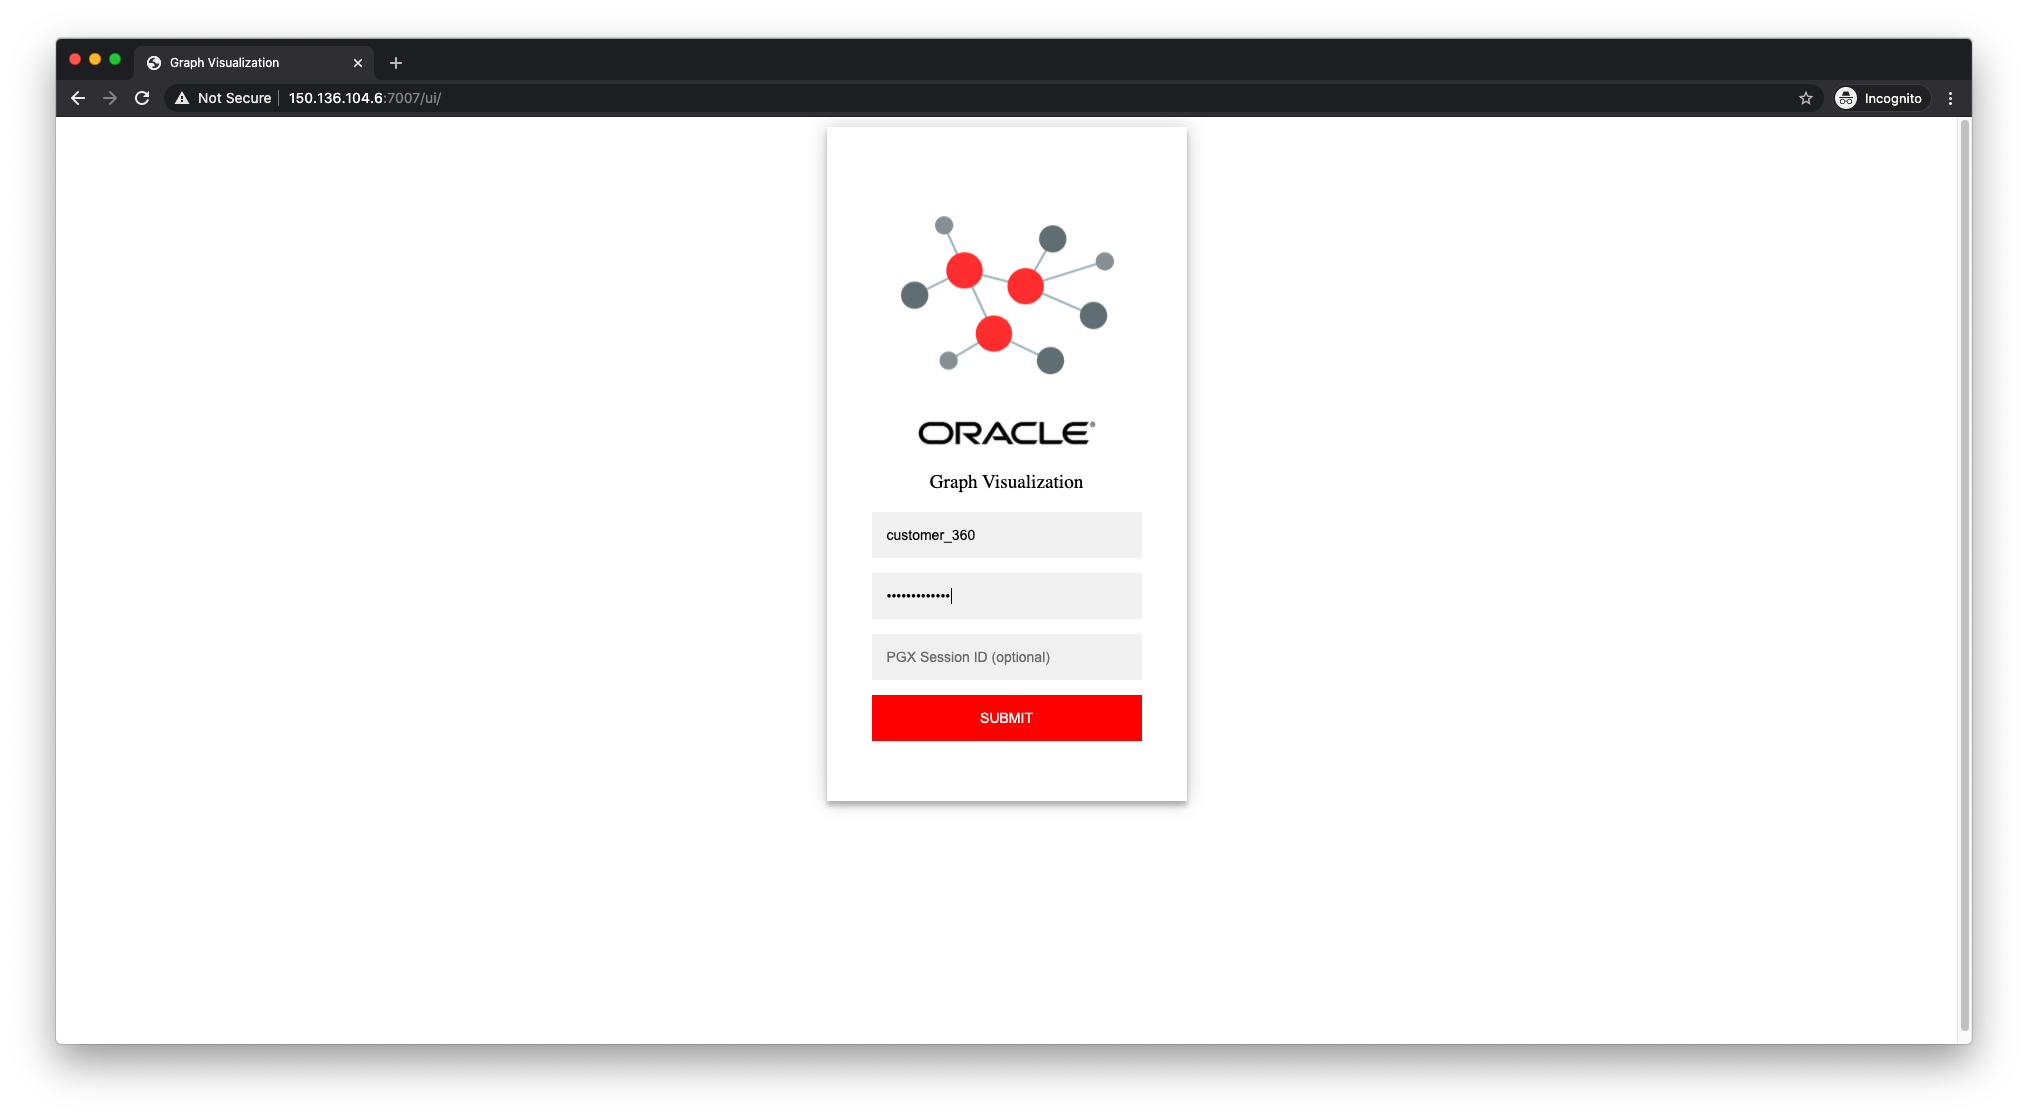 Graph Visualization
Not Secure 150.136.104.6:7007/ui/
Incognito
ORACLE®
Graph Visualization
customer_360
•••••••••••••
PGX Session ID (optional)
SUBMIT